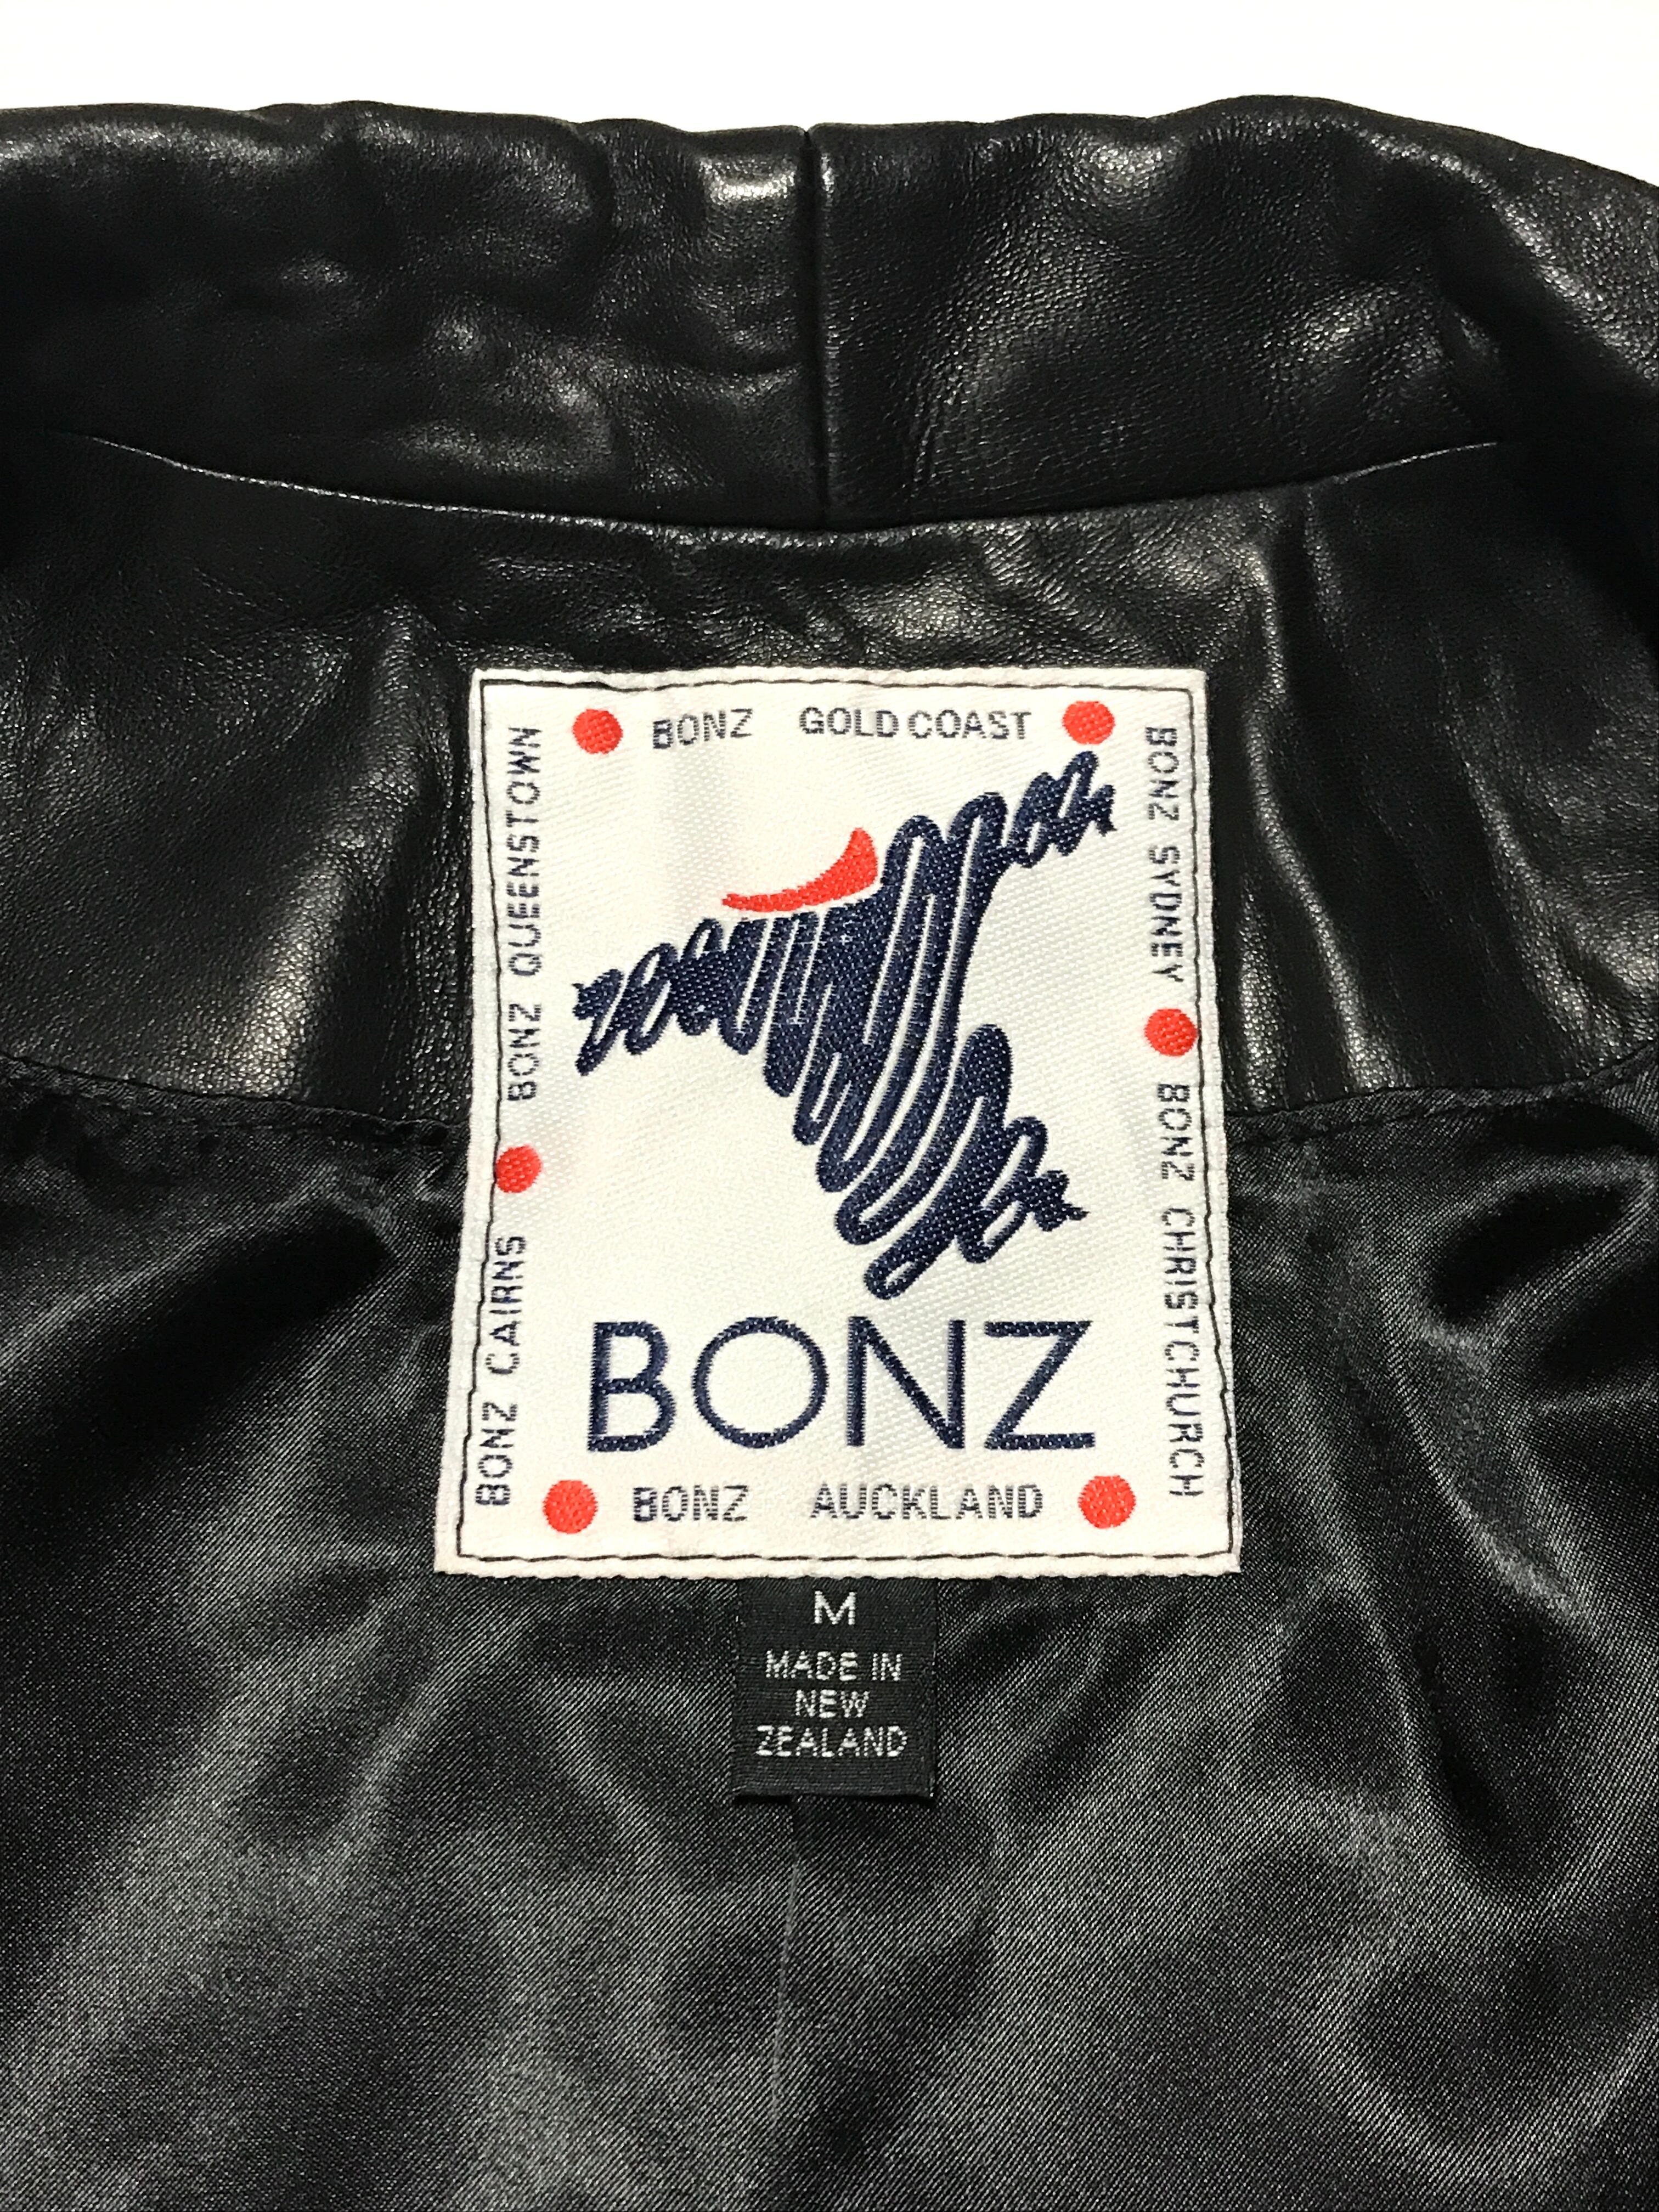 BONZ GOLD COAST
BONZ QUEENSTOWN
BONZ CAIRNS
BONZ SYDNEY
BONZ CHRISTCHURCH
BONZ
BONZ AUCKLAND
M
MADE IN
NEW
ZEALAND